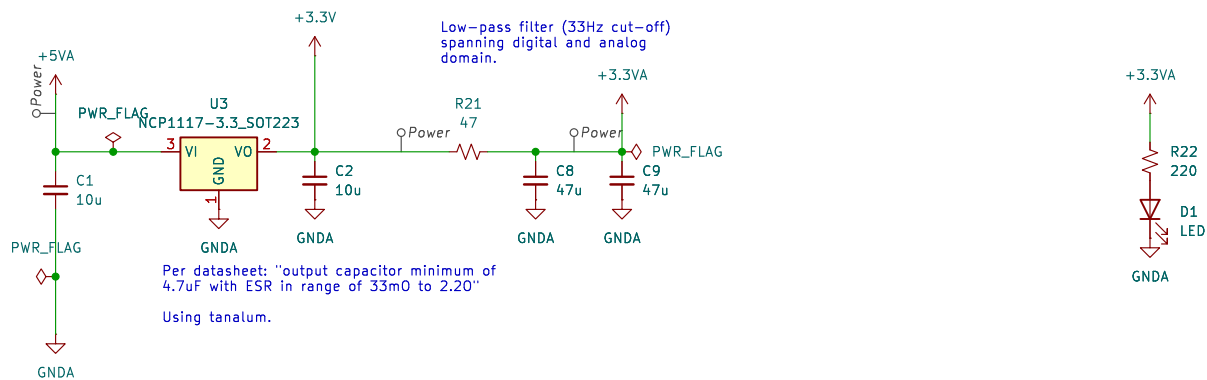 +3.3V
Low-pass filter (33Hz cut-off)
spanning digital and analog
domain.
+5VA
Power
PWR_FLAG
U3
NCP1117-3.3_SOT223
3
VI
VO
2
GND
1
GNDA
C1
10u
PWR_FLAG
GNDA
C2
10u
GNDA
Power
R21
47
Power
+3.3VA
PWR_FLAG
C8
47u
GNDA
C9
47u
GNDA
Per datasheet: "output capacitor minimum of
4.7uF with ESR in range of 33mO to 2.2O"
Using tanalum.
+3.3VA
R22
220
D1
LED
GNDA